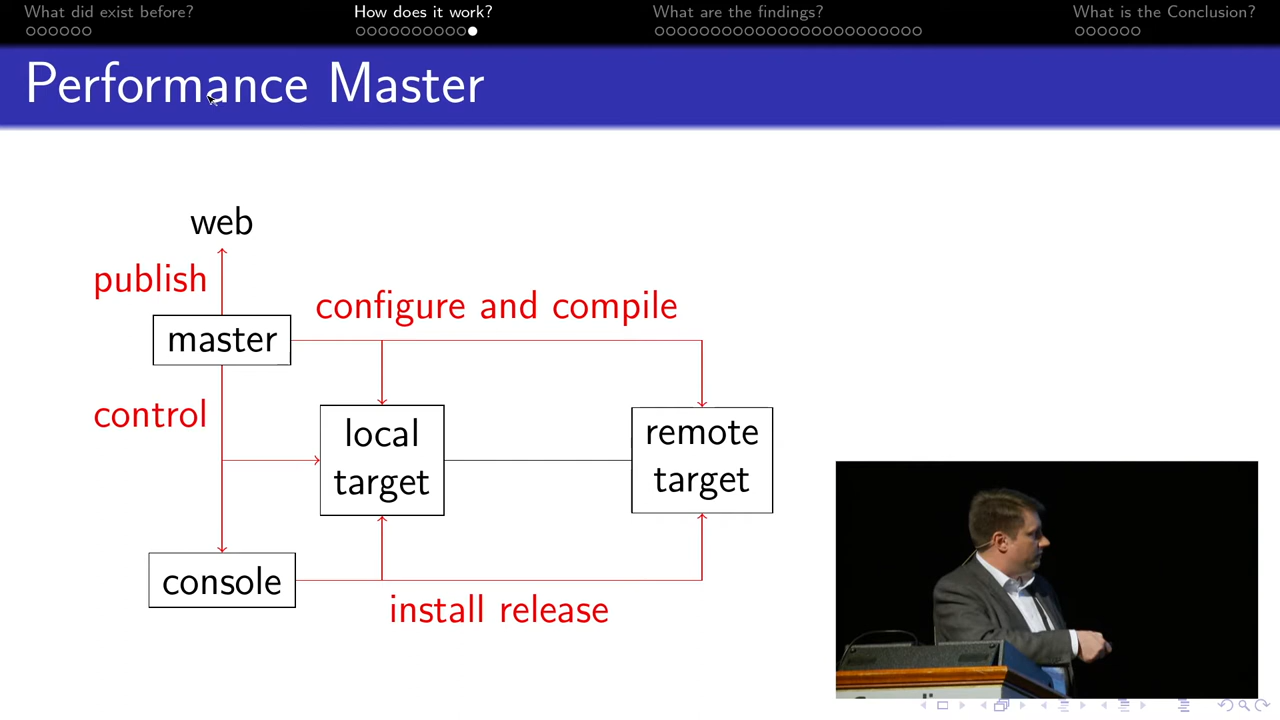 What did exist before?
How does it work?
What are the findings?
What is the Conclusion?
Performance Master
web
publish
configure and compile
master
control
local
target
remote
target
console
install release